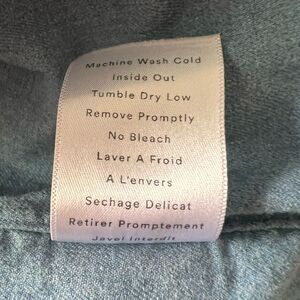 Machine Wash Cold
Inside Out
Tumble Dry Low
Remove Promptly
No Bleach
Laver A Froid
A L'envers
Sechage Delicat
Retirer Promptement
Javel Interdit